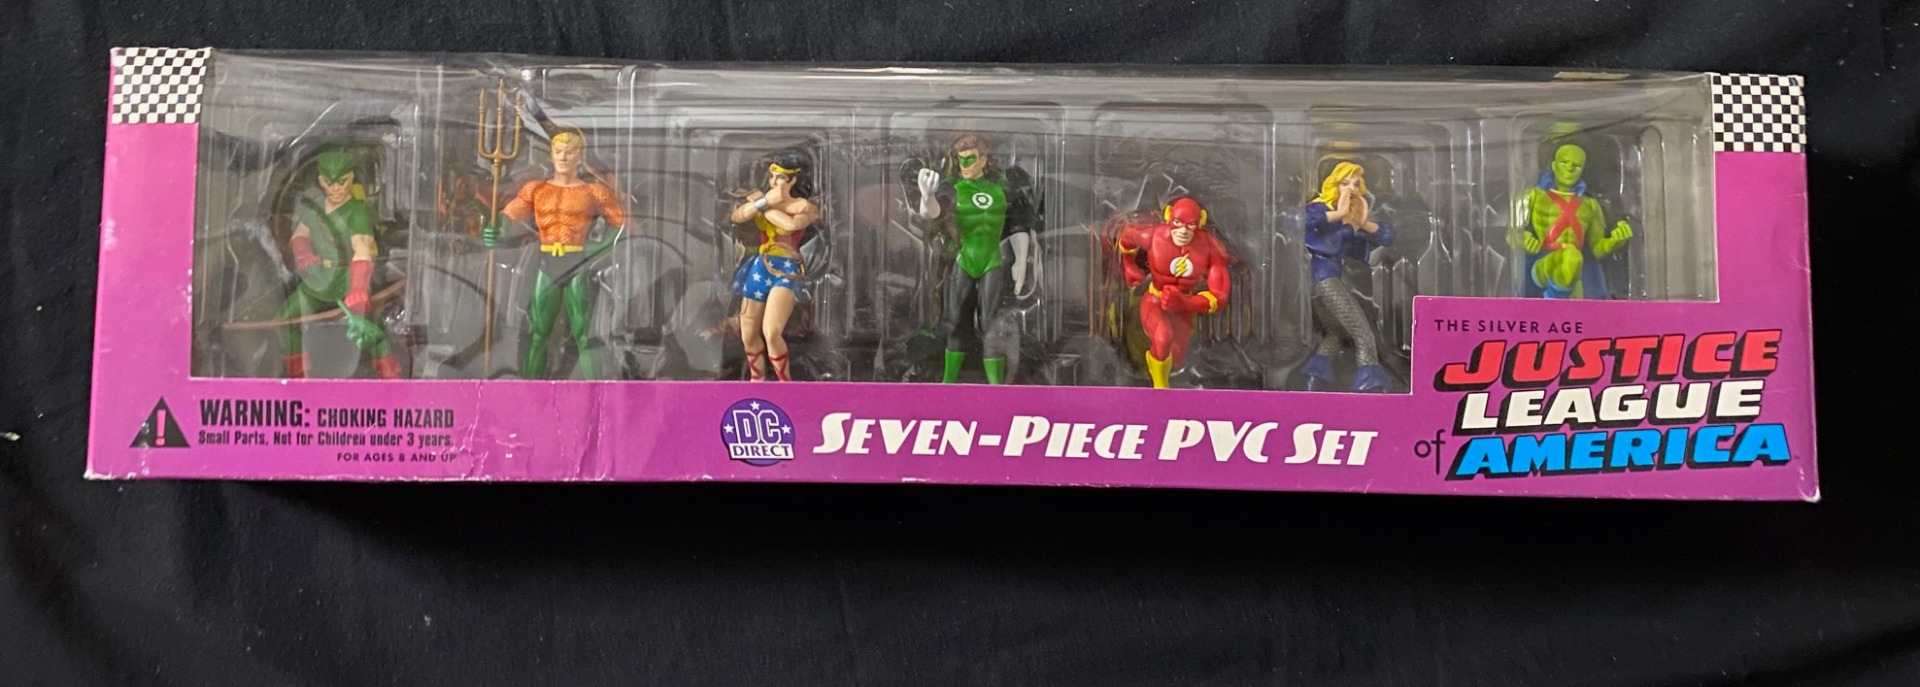 WARNING: CHOKING HAZARD
Small Parts. Not for Children under 3 years.
FOR AGES 8 AND UP
DC
DIRECT
SEVEN-PIECE PVC SET
THE SILVER AGE
JUSTICE
LEAGUE
of AMERICA